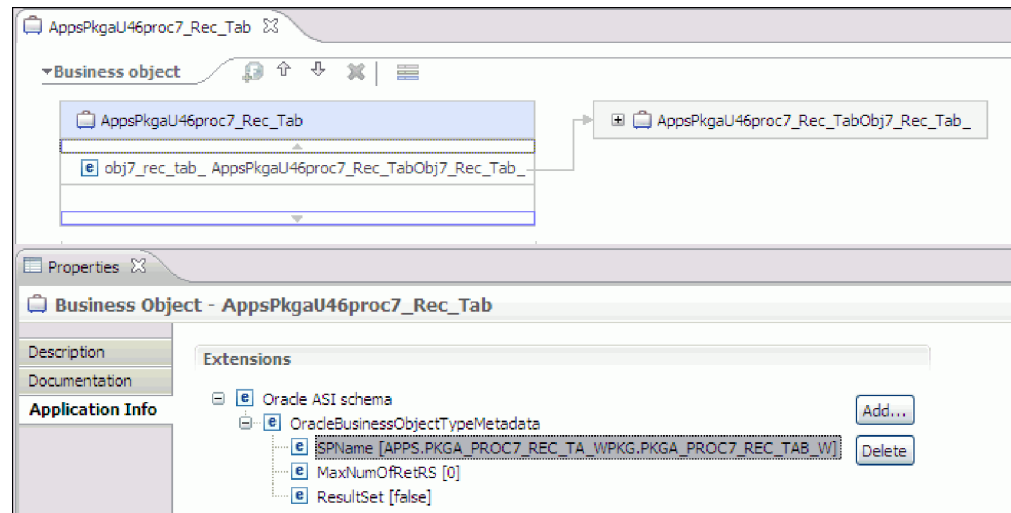 AppsPkgaU46proc7_Rec_Tab
Business object
AppsPkgaU46proc7_Rec_Tab
AppsPkgaU46proc7_Rec_TabObj7_Rec_Tab_
obj7_rec_tab_ AppsPkgaU46proc7_Rec_TabObj7_Rec_Tab_
Properties
Business Object - AppsPkgaU46proc7_Rec_Tab
Description
Documentation
Application Info
Extensions
Oracle ASI schema
OracleBusinessObjectTypeMetadata
SPName [APPS.PKGA_PROC7_REC_TA_WPKG.PKGA_PROC7_REC_TAB_W]
MaxNumOfRetRS [0]
ResultSet [false]
Add...
Delete